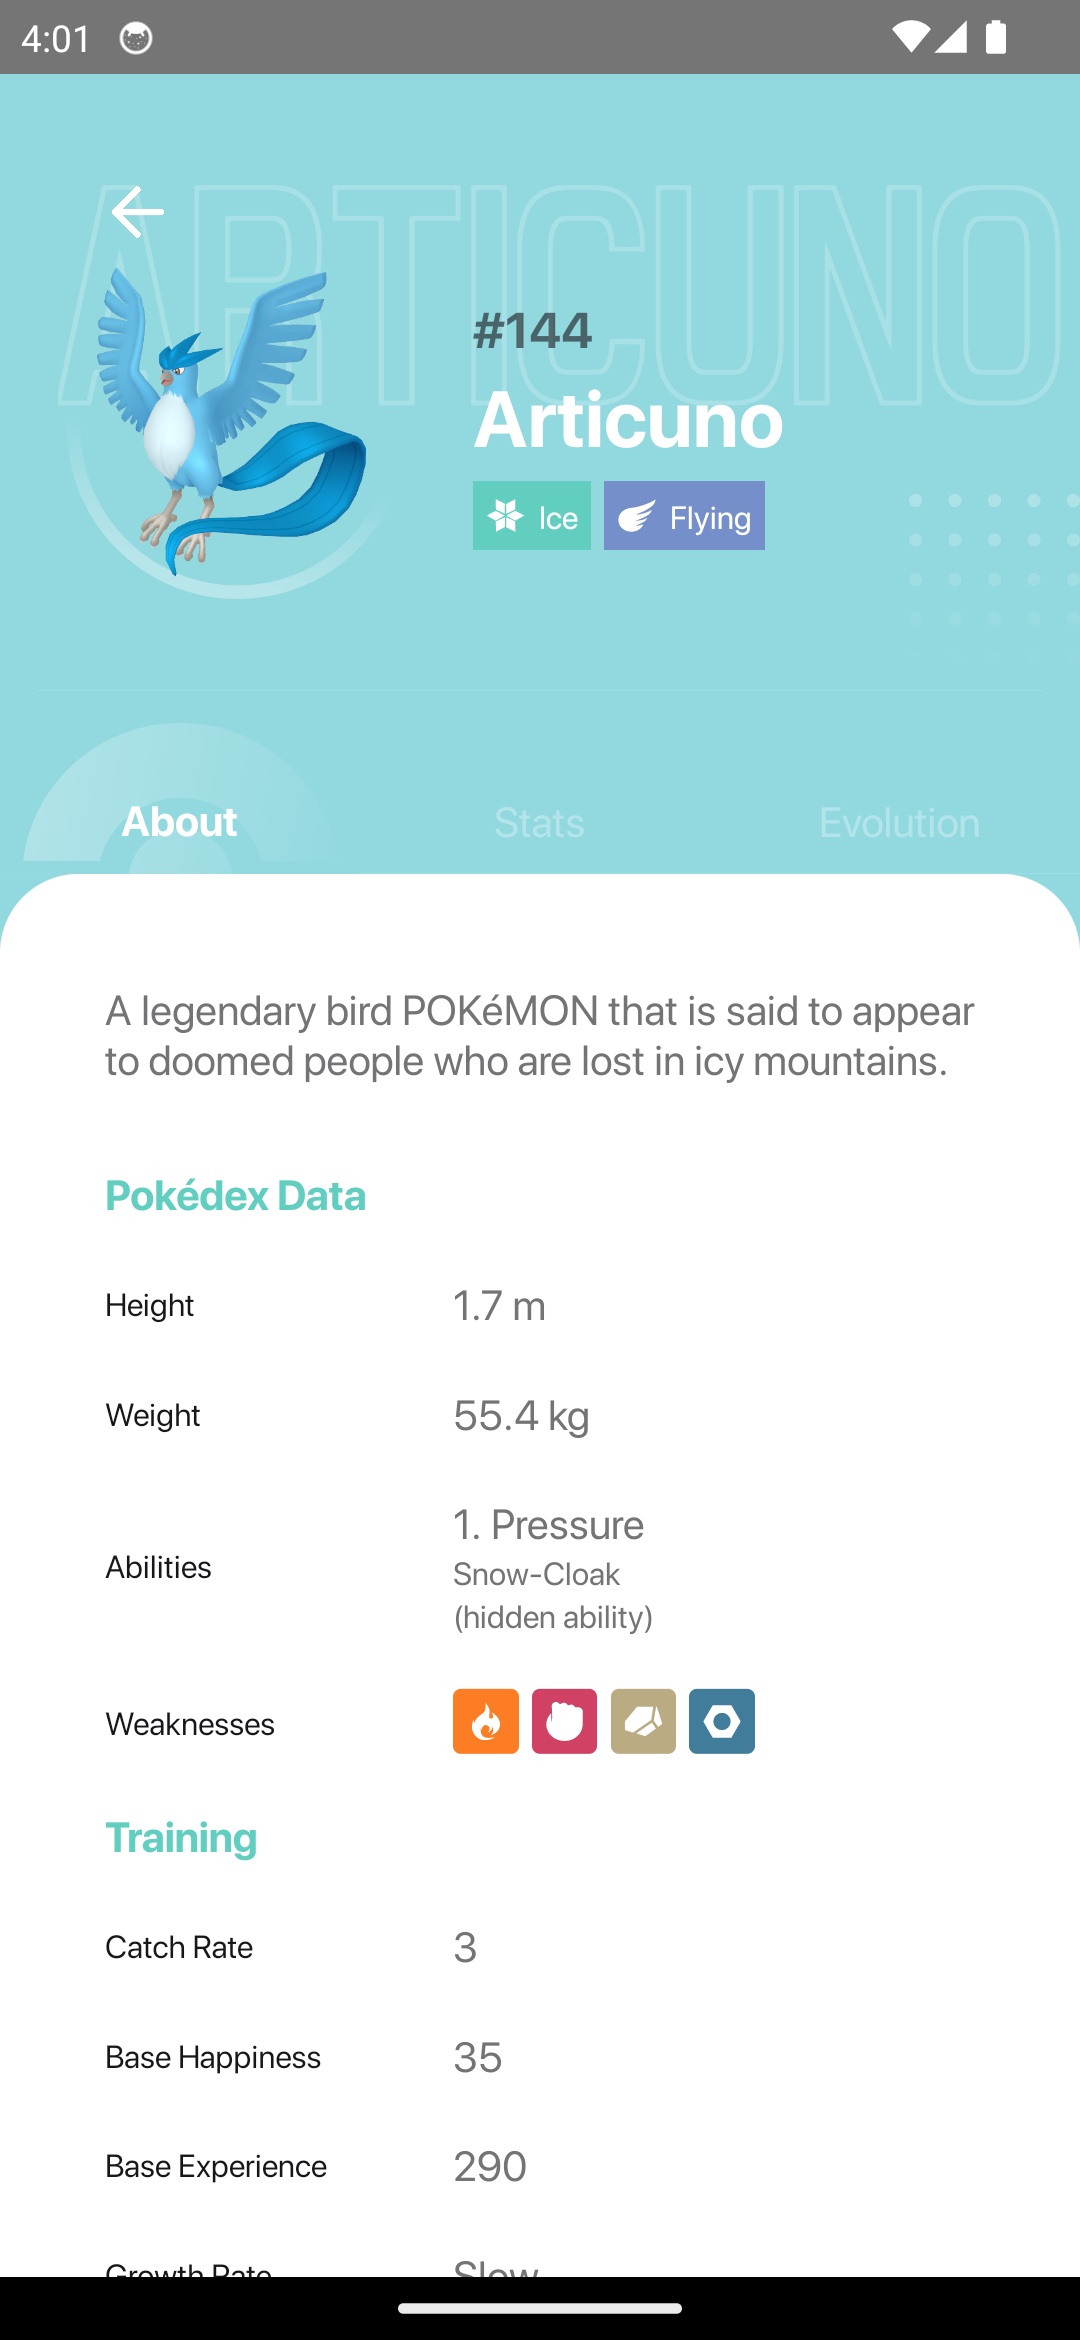 4:01
ARTICUNO
#144
Articuno
Ice
Flying
About
Stats
Evolution
A legendary bird POKéMON that is said to appear
to doomed people who are lost in icy mountains.
Pokédex Data
Height
1.7 m
Weight
55.4 kg
Abilities
1. Pressure
Snow-Cloak
(hidden ability)
Weaknesses
Training
Catch Rate
3
Base Happiness
35
Base Experience
290
Growth Rate
Slow